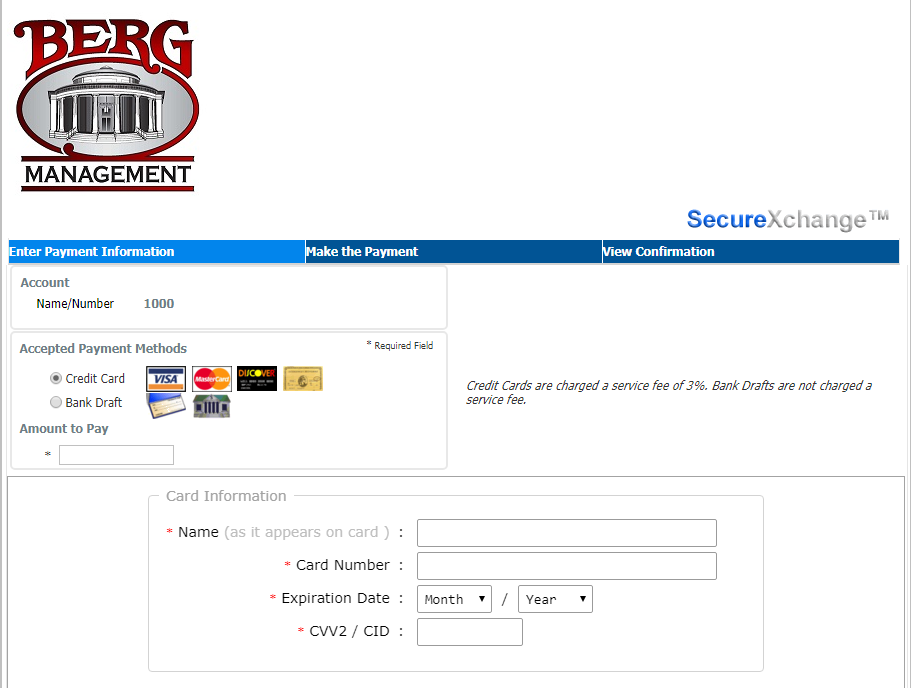 BERG
MANAGEMENT
SecureXchange™
Enter Payment Information
Make the Payment
View Confirmation
Account
Name/Number 1000
Accepted Payment Methods
* Required Field
Credit Card
VISA
MasterCard
DISCOVER
Bank Draft
Credit Cards are charged a service fee of 3%. Bank Drafts are not charged a
service fee.
Amount to Pay
*
Card Information
* Name (as it appears on card ) :
* Card Number :
* Expiration Date : Month / Year
* CVV2 / CID :